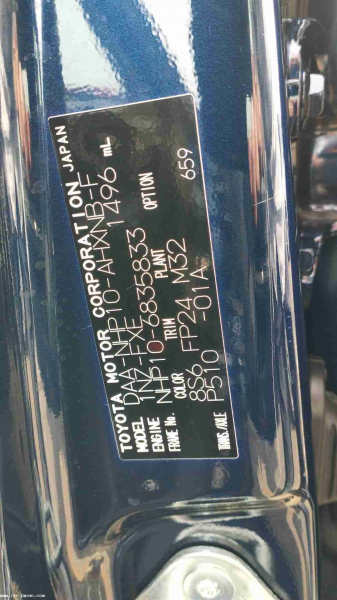 TOYOTA MOTOR CORPORATION JAPAN
MODEL DAA-NHP10-AHXNB-F
ENGINE 1NZ-FXE 1496 mL
FRAME No. NHP10-6835833
COLOR TRIM PLANT OPTION
8S6 FP24 M32 659
TRANS./AXLE P510 -01A